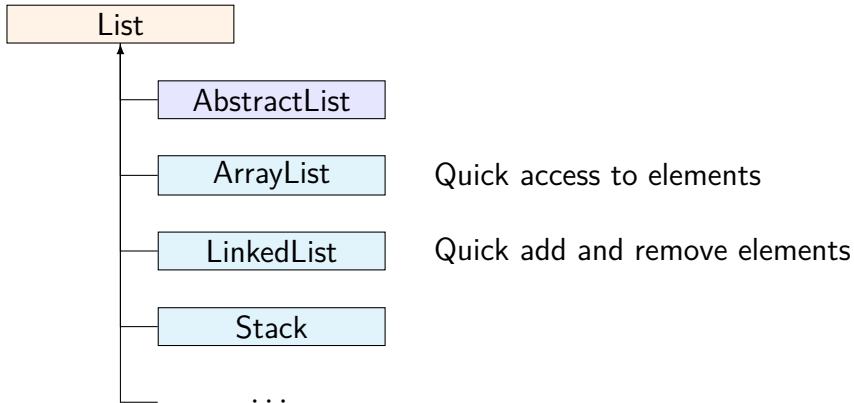 List
AbstractList
ArrayList Quick access to elements
LinkedList Quick add and remove elements
Stack
...